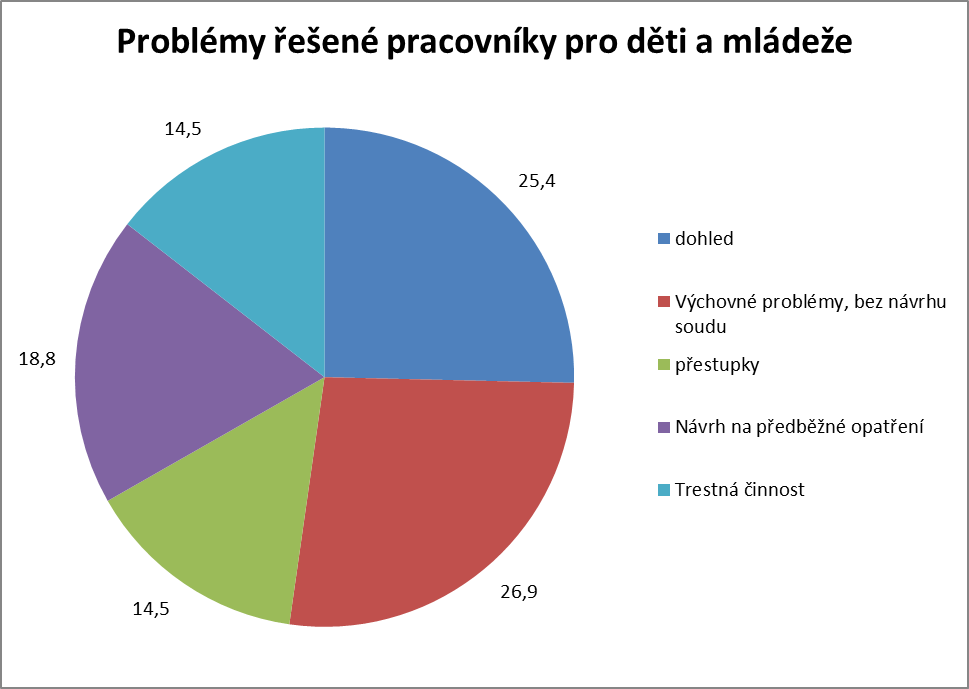 Problémy řešené pracovníky pro děti a mládeže
14,5
25,4
18,8
14,5
26,9
dohled
Výchovné problémy, bez návrhu
soudu
přestupky
Návrh na předběžné opatření
Trestná činnost